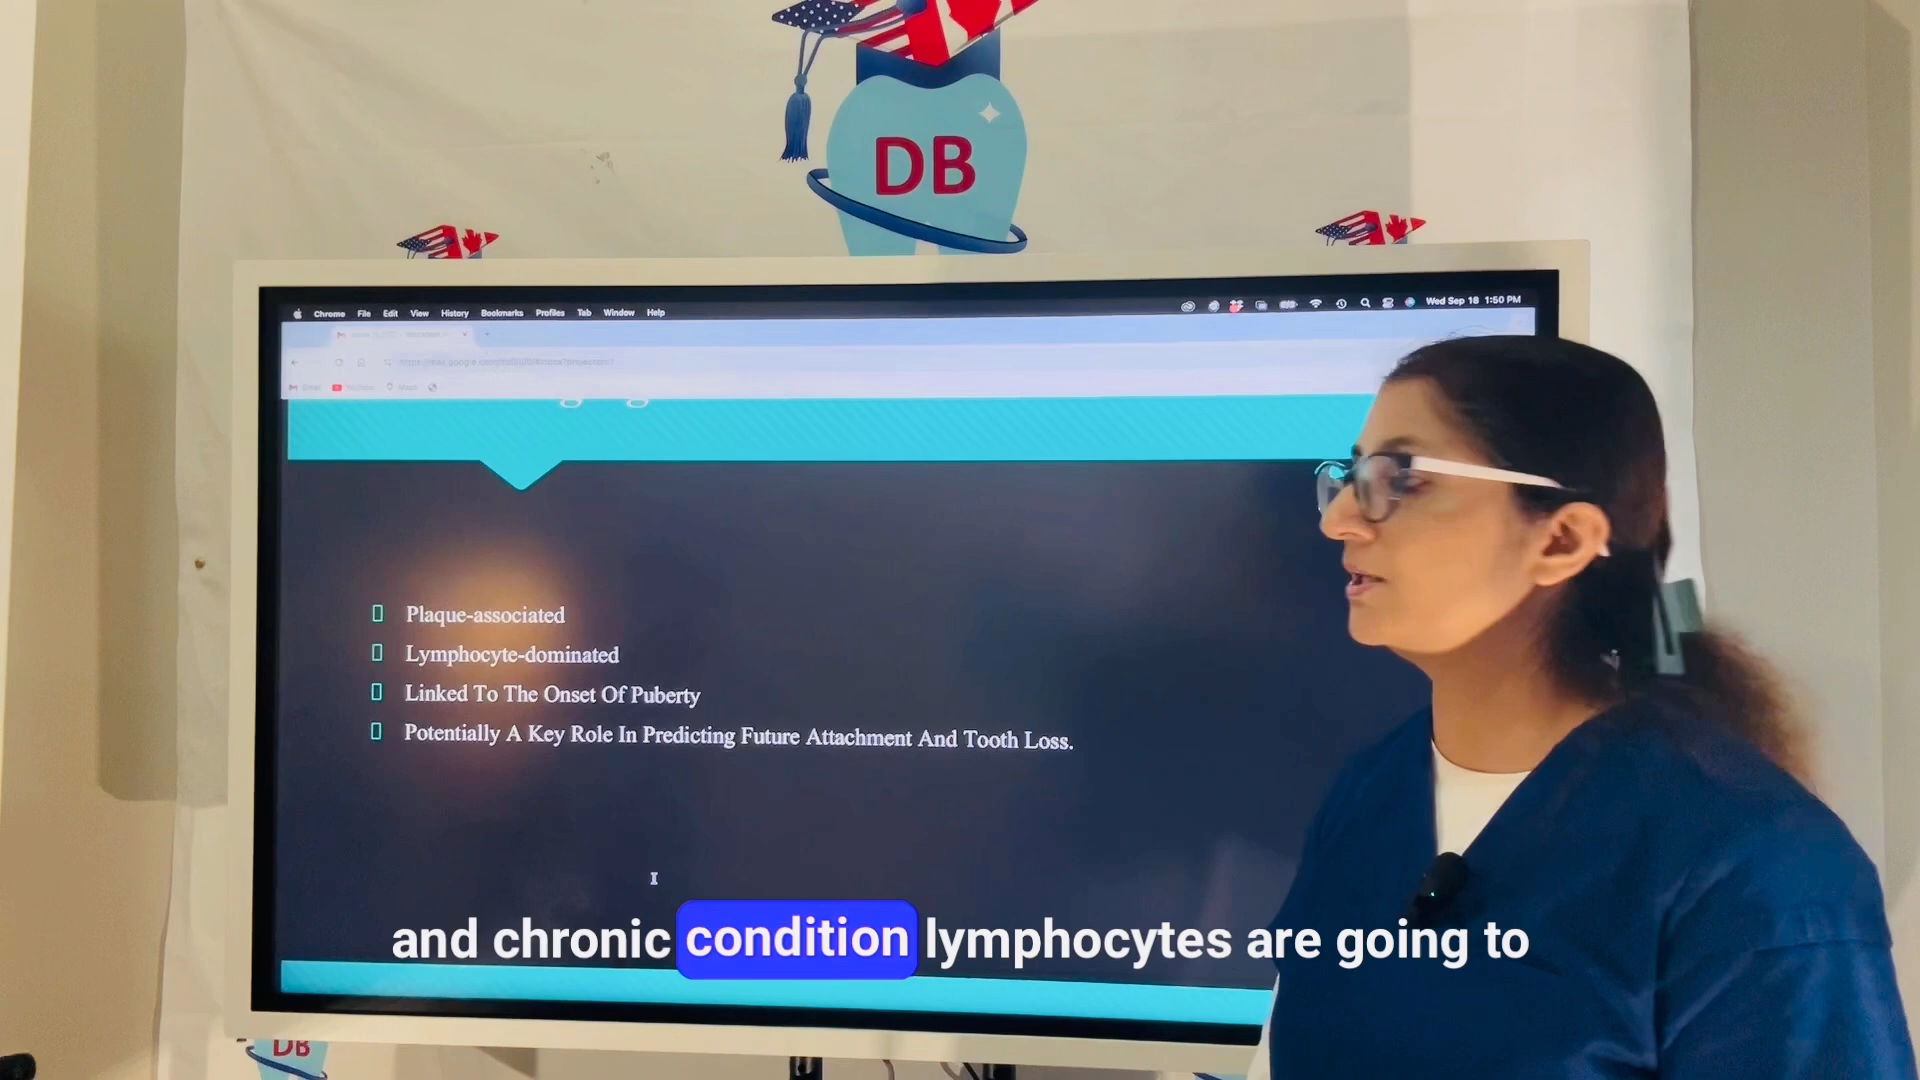 DB
Chrome File Edit View History Bookmarks Profiles Tab Window Help
Wed Sep 18 1:50 PM
Plaque-associated
Lymphocyte-dominated
Linked To The Onset Of Puberty
Potentially A Key Role In Predicting Future Attachment And Tooth Loss.
and chronic condition lymphocytes are going to
DB